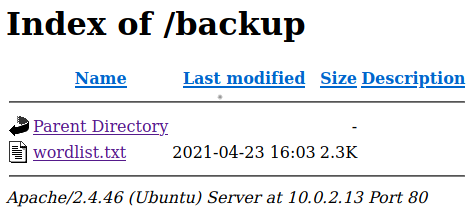 Index of /backup
Name Last modified Size Description
Parent Directory -
wordlist.txt 2021-04-23 16:03 2.3K
Apache/2.4.46 (Ubuntu) Server at 10.0.2.13 Port 80